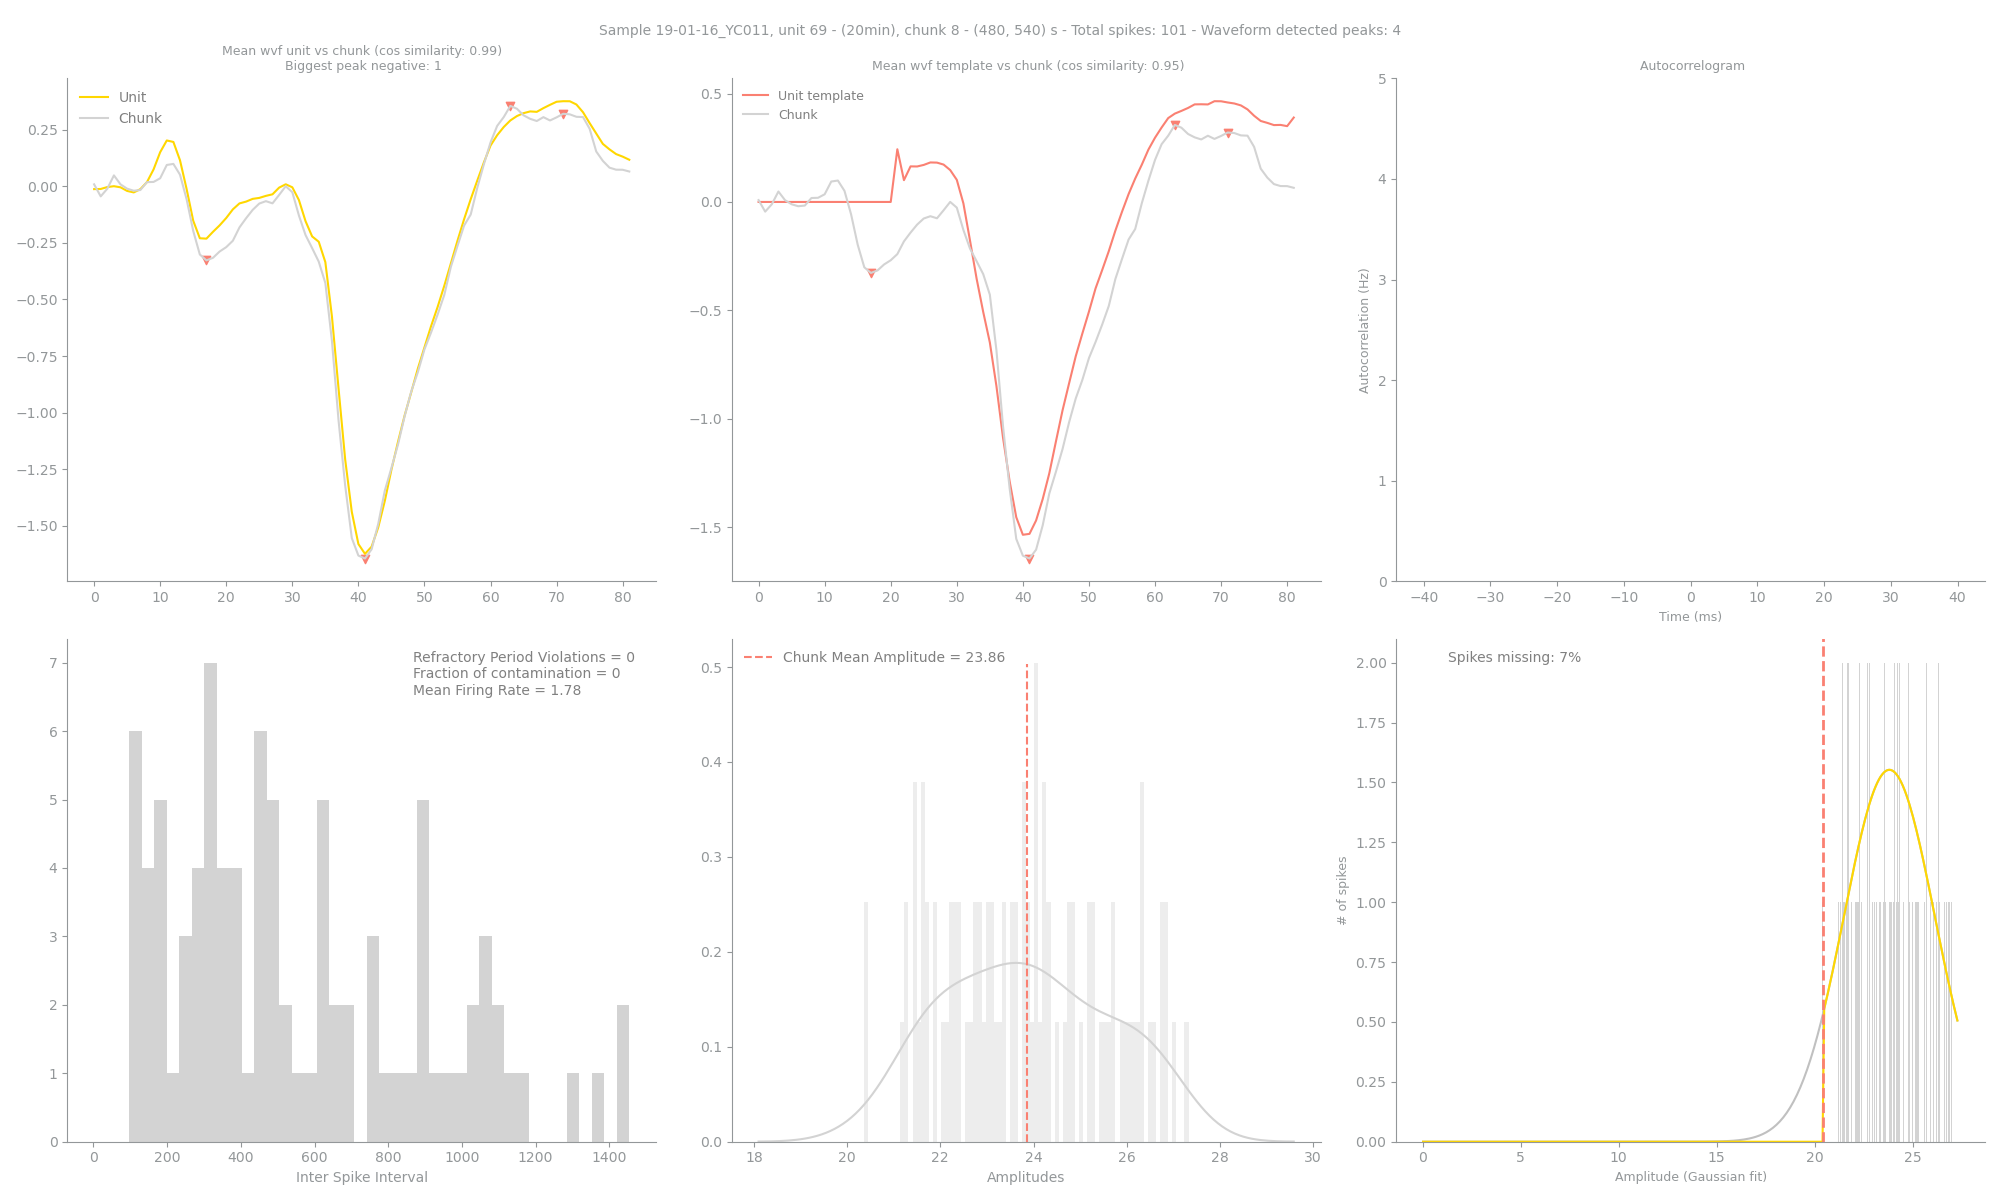 Sample 19-01-16_YC011, unit 69 - (20min), chunk 8 - (480, 540) s - Total spikes: 101 - Waveform detected peaks: 4
Mean wvf unit vs chunk (cos similarity: 0.99)
Biggest peak negative: 1
Unit
Chunk
0.25
0.00
−0.25
−0.50
−0.75
−1.00
−1.25
−1.50
0 10 20 30 40 50 60 70 80
Mean wvf template vs chunk (cos similarity: 0.95)
Unit template
Chunk
0.5
0.0
−0.5
−1.0
−1.5
0 10 20 30 40 50 60 70 80
Autocorrelogram
Autocorrelation (Hz)
5
4
3
2
1
0
−40 −30 −20 −10 0 10 20 30 40
Time (ms)
Refractory Period Violations = 0
Fraction of contamination = 0
Mean Firing Rate = 1.78
7
6
5
4
3
2
1
0
0 200 400 600 800 1000 1200 1400
Inter Spike Interval
Chunk Mean Amplitude = 23.86
0.5
0.4
0.3
0.2
0.1
0.0
18 20 22 24 26 28 30
Amplitudes
Spikes missing: 7%
# of spikes
2.00
1.75
1.50
1.25
1.00
0.75
0.50
0.25
0.00
0 5 10 15 20 25
Amplitude (Gaussian fit)